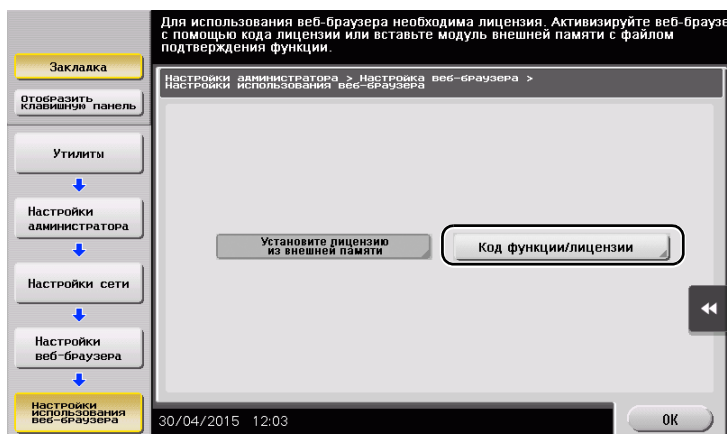 Для использования веб-браузера необходима лицензия. Активизируйте веб-браузе
с помощью кода лицензии или вставьте модуль внешней памяти с файлом
подтверждения функции.
Закладка
Отобразить
клавишную панель
Настройки администратора > Настройка веб-браузера >
Настройки использования веб-браузера
Утилиты
Настройки
администратора
Настройки сети
Настройки
веб-браузера
Настройки
использования
веб-браузера
Установите лицензию
из внешней памяти
Код функции/лицензии
30/04/2015 12:03
OK